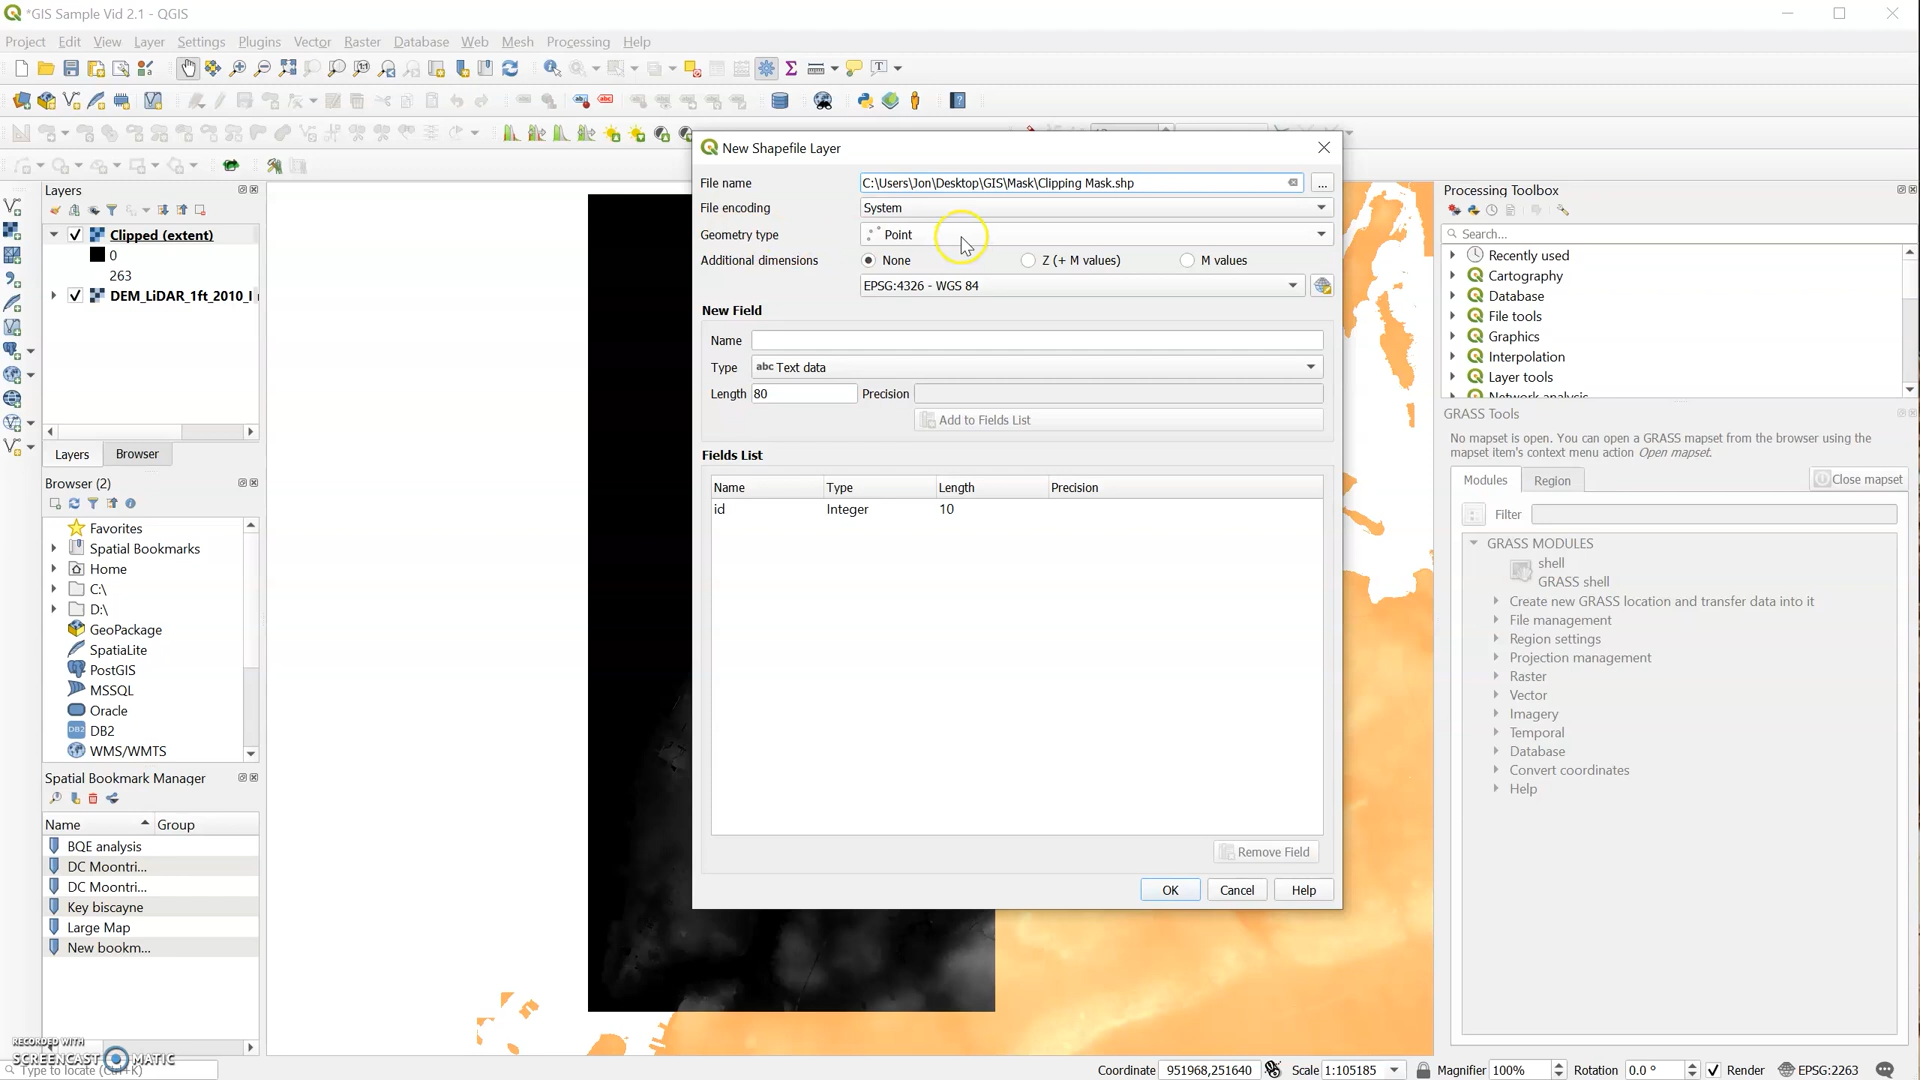 *GIS Sample Vid 2.1 - QGIS
Project Edit View Layer Settings Plugins Vector Raster Database Web Mesh Processing Help
New Shapefile Layer
File name C:\Users\Jon\Desktop\GIS\Mask\Clipping Mask.shp ...
File encoding System
Geometry type Point
Additional dimensions None Z (+ M values) M values
EPSG:4326 - WGS 84
New Field
Name
Type abc Text data
Length 80 Precision
Add to Fields List
Fields List
Name Type Length Precision
id Integer 10
Remove Field
OK Cancel Help
Layers
Clipped (extent)
0
263
DEM_LiDAR_1ft_2010_I
Layers Browser
Browser (2)
Favorites
Spatial Bookmarks
Home
C:\
D:\
GeoPackage
SpatiaLite
PostGIS
MSSQL
Oracle
DB2
WMS/WMTS
Spatial Bookmark Manager
Name Group
BQE analysis
DC Moontri...
DC Moontri...
Key biscayne
Large Map
New bookm...
Processing Toolbox
Search...
Recently used
Cartography
Database
File tools
Graphics
Interpolation
Layer tools
Network analysis
GRASS Tools
No mapset is open. You can open a GRASS mapset from the browser using the
mapset item's context menu action Open mapset.
Modules Region Close mapset
Filter
GRASS MODULES
shell
GRASS shell
Create new GRASS location and transfer data into it
File management
Region settings
Projection management
Raster
Vector
Imagery
Temporal
Database
Convert coordinates
Help
RECORDED WITH
SCREENCAST MATIC
Type to locate (Ctrl+K)
Coordinate 951968,251640 Scale 1:105185 Magnifier 100% Rotation 0.0 ° Render EPSG:2263